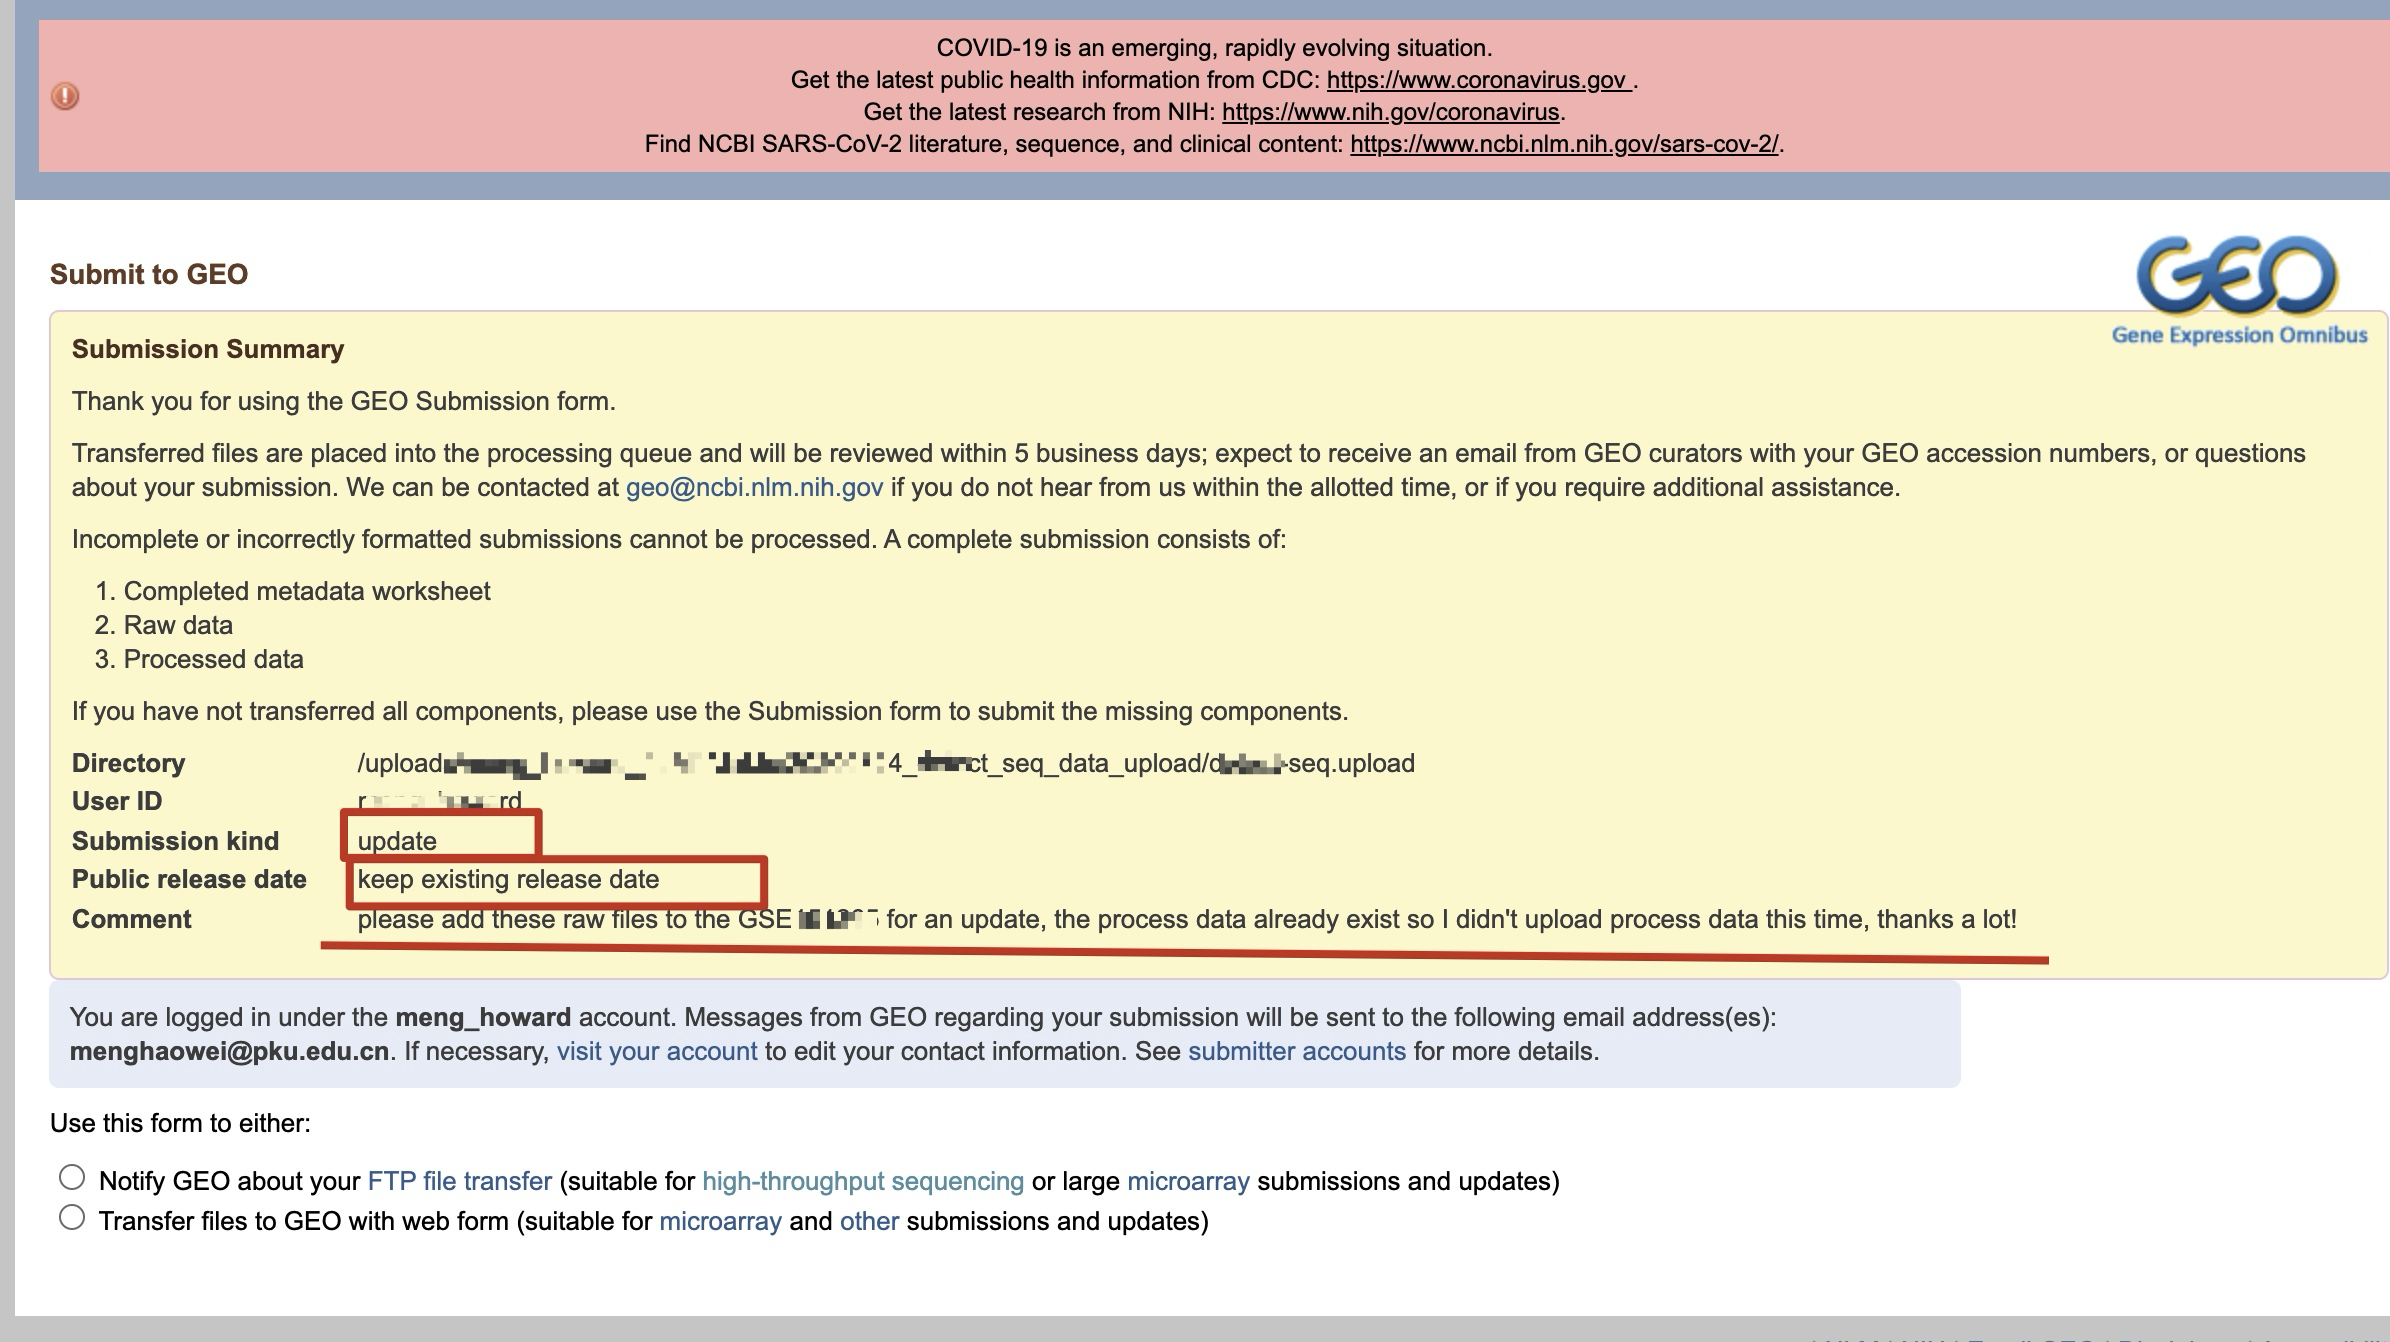 COVID-19 is an emerging, rapidly evolving situation.
Get the latest public health information from CDC: https://www.coronavirus.gov .
Get the latest research from NIH: https://www.nih.gov/coronavirus.
Find NCBI SARS-CoV-2 literature, sequence, and clinical content: https://www.ncbi.nlm.nih.gov/sars-cov-2/.
GEO
Gene Expression Omnibus
Submit to GEO
Submission Summary
Thank you for using the GEO Submission form.
Transferred files are placed into the processing queue and will be reviewed within 5 business days; expect to receive an email from GEO curators with your GEO accession numbers, or questions
about your submission. We can be contacted at geo@ncbi.nlm.nih.gov if you do not hear from us within the allotted time, or if you require additional assistance.
Incomplete or incorrectly formatted submissions cannot be processed. A complete submission consists of:
1. Completed metadata worksheet
2. Raw data
3. Processed data
If you have not transferred all components, please use the Submission form to submit the missing components.
Directory /upload 4_ ct_seq_data_upload/d -seq.upload
User ID
Submission kind update
Public release date keep existing release date
Comment please add these raw files to the GSE for an update, the process data already exist so I didn't upload process data this time, thanks a lot!
You are logged in under the meng_howard account. Messages from GEO regarding your submission will be sent to the following email address(es):
menghaowei@pku.edu.cn. If necessary, visit your account to edit your contact information. See submitter accounts for more details.
Use this form to either:
Notify GEO about your FTP file transfer (suitable for high-throughput sequencing or large microarray submissions and updates)
Transfer files to GEO with web form (suitable for microarray and other submissions and updates)